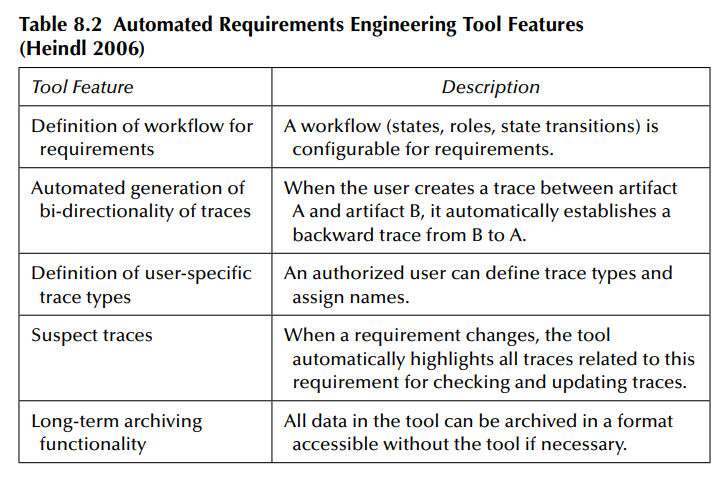 Table 8.2 Automated Requirements Engineering Tool Features
(Heindl 2006)
Tool Feature
Description
Definition of workflow for
requirements
A workflow (states, roles, state transitions) is
configurable for requirements.
Automated generation of
bi-directionality of traces
When the user creates a trace between artifact
A and artifact B, it automatically establishes a
backward trace from B to A.
Definition of user-specific
trace types
An authorized user can define trace types and
assign names.
Suspect traces
When a requirement changes, the tool
automatically highlights all traces related to this
requirement for checking and updating traces.
Long-term archiving
functionality
All data in the tool can be archived in a format
accessible without the tool if necessary.